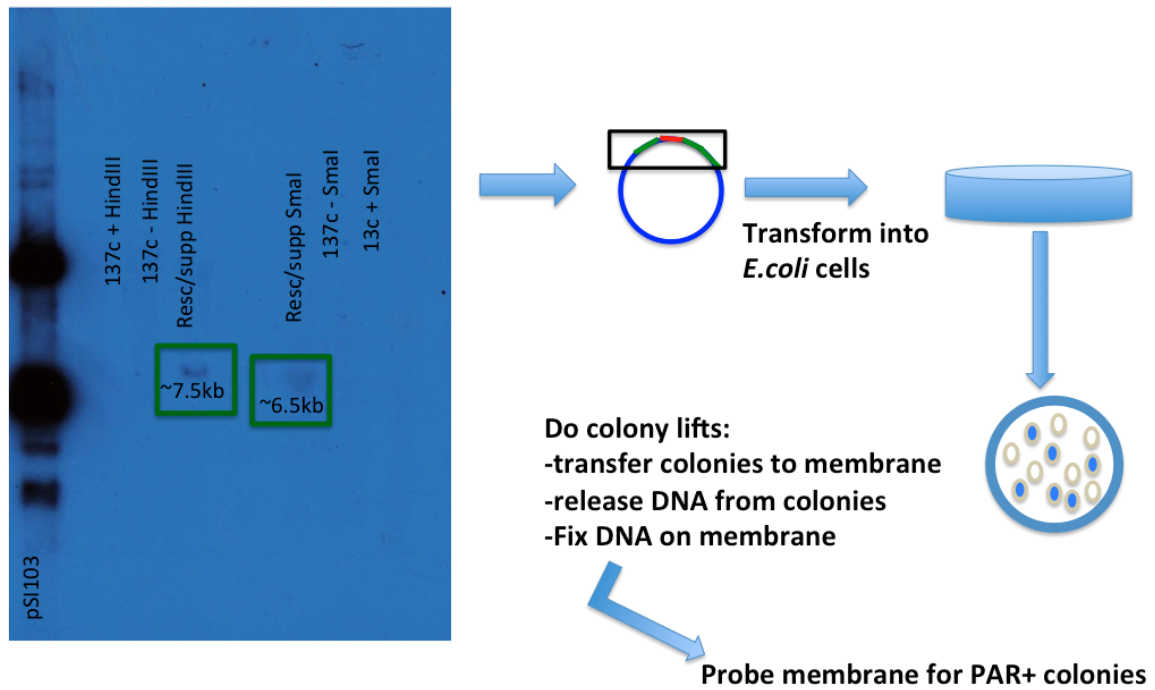 137c + HindIII
137c - HindIII
Resc/supp HindIII
Resc/supp SmaI
137c - SmaI
13c + SmaI
~7.5kb
~6.5kb
pSI103
Transform into
E.coli cells
Do colony lifts:
-transfer colonies to membrane
-release DNA from colonies
-Fix DNA on membrane
Probe membrane for PAR+ colonies